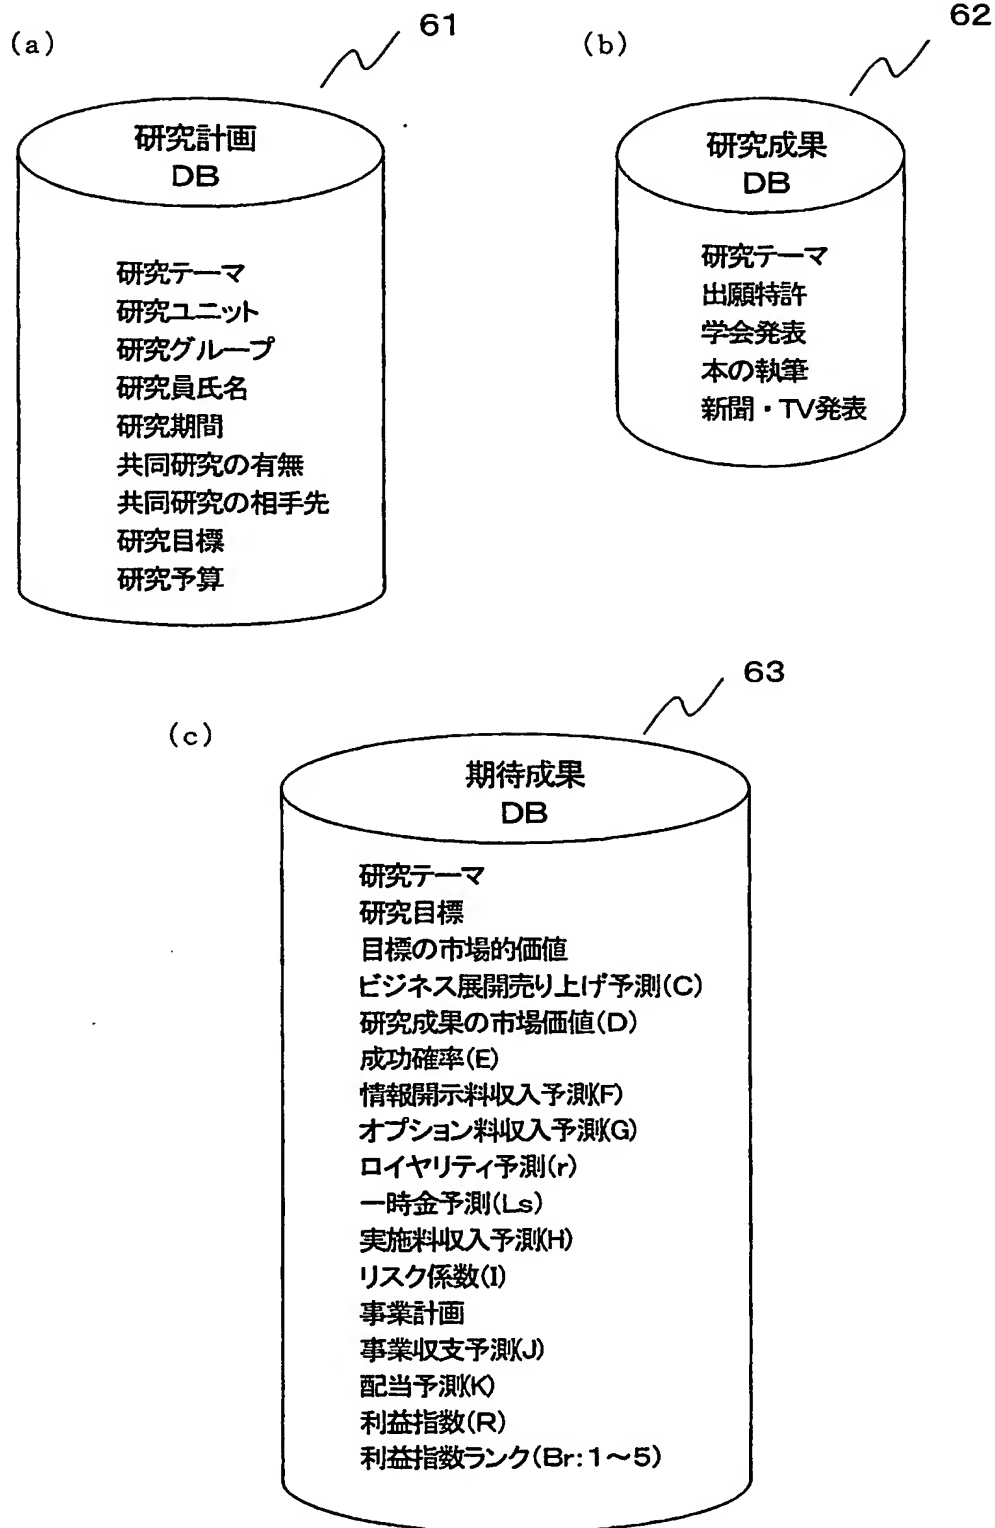 (a)
61
研究計画
DB
研究テーマ
研究ユニット
研究グループ
研究員氏名
研究期間
共同研究の有無
共同研究の相手先
研究目標
研究予算
(b)
62
研究成果
DB
研究テーマ
出願特許
学会発表
本の執筆
新聞・TV発表
(c)
63
期待成果
DB
研究テーマ
研究目標
目標の市場的価値
ビジネス展開売り上げ予測(C)
研究成果の市場価値(D)
成功確率(E)
情報開示料収入予測(F)
オプション料収入予測(G)
ロイヤリティ予測(r)
一時金予測(Ls)
実施料収入予測(H)
リスク係数(I)
事業計画
事業収支予測(J)
配当予測(K)
利益指数(R)
利益指数ランク(Br:1～5)